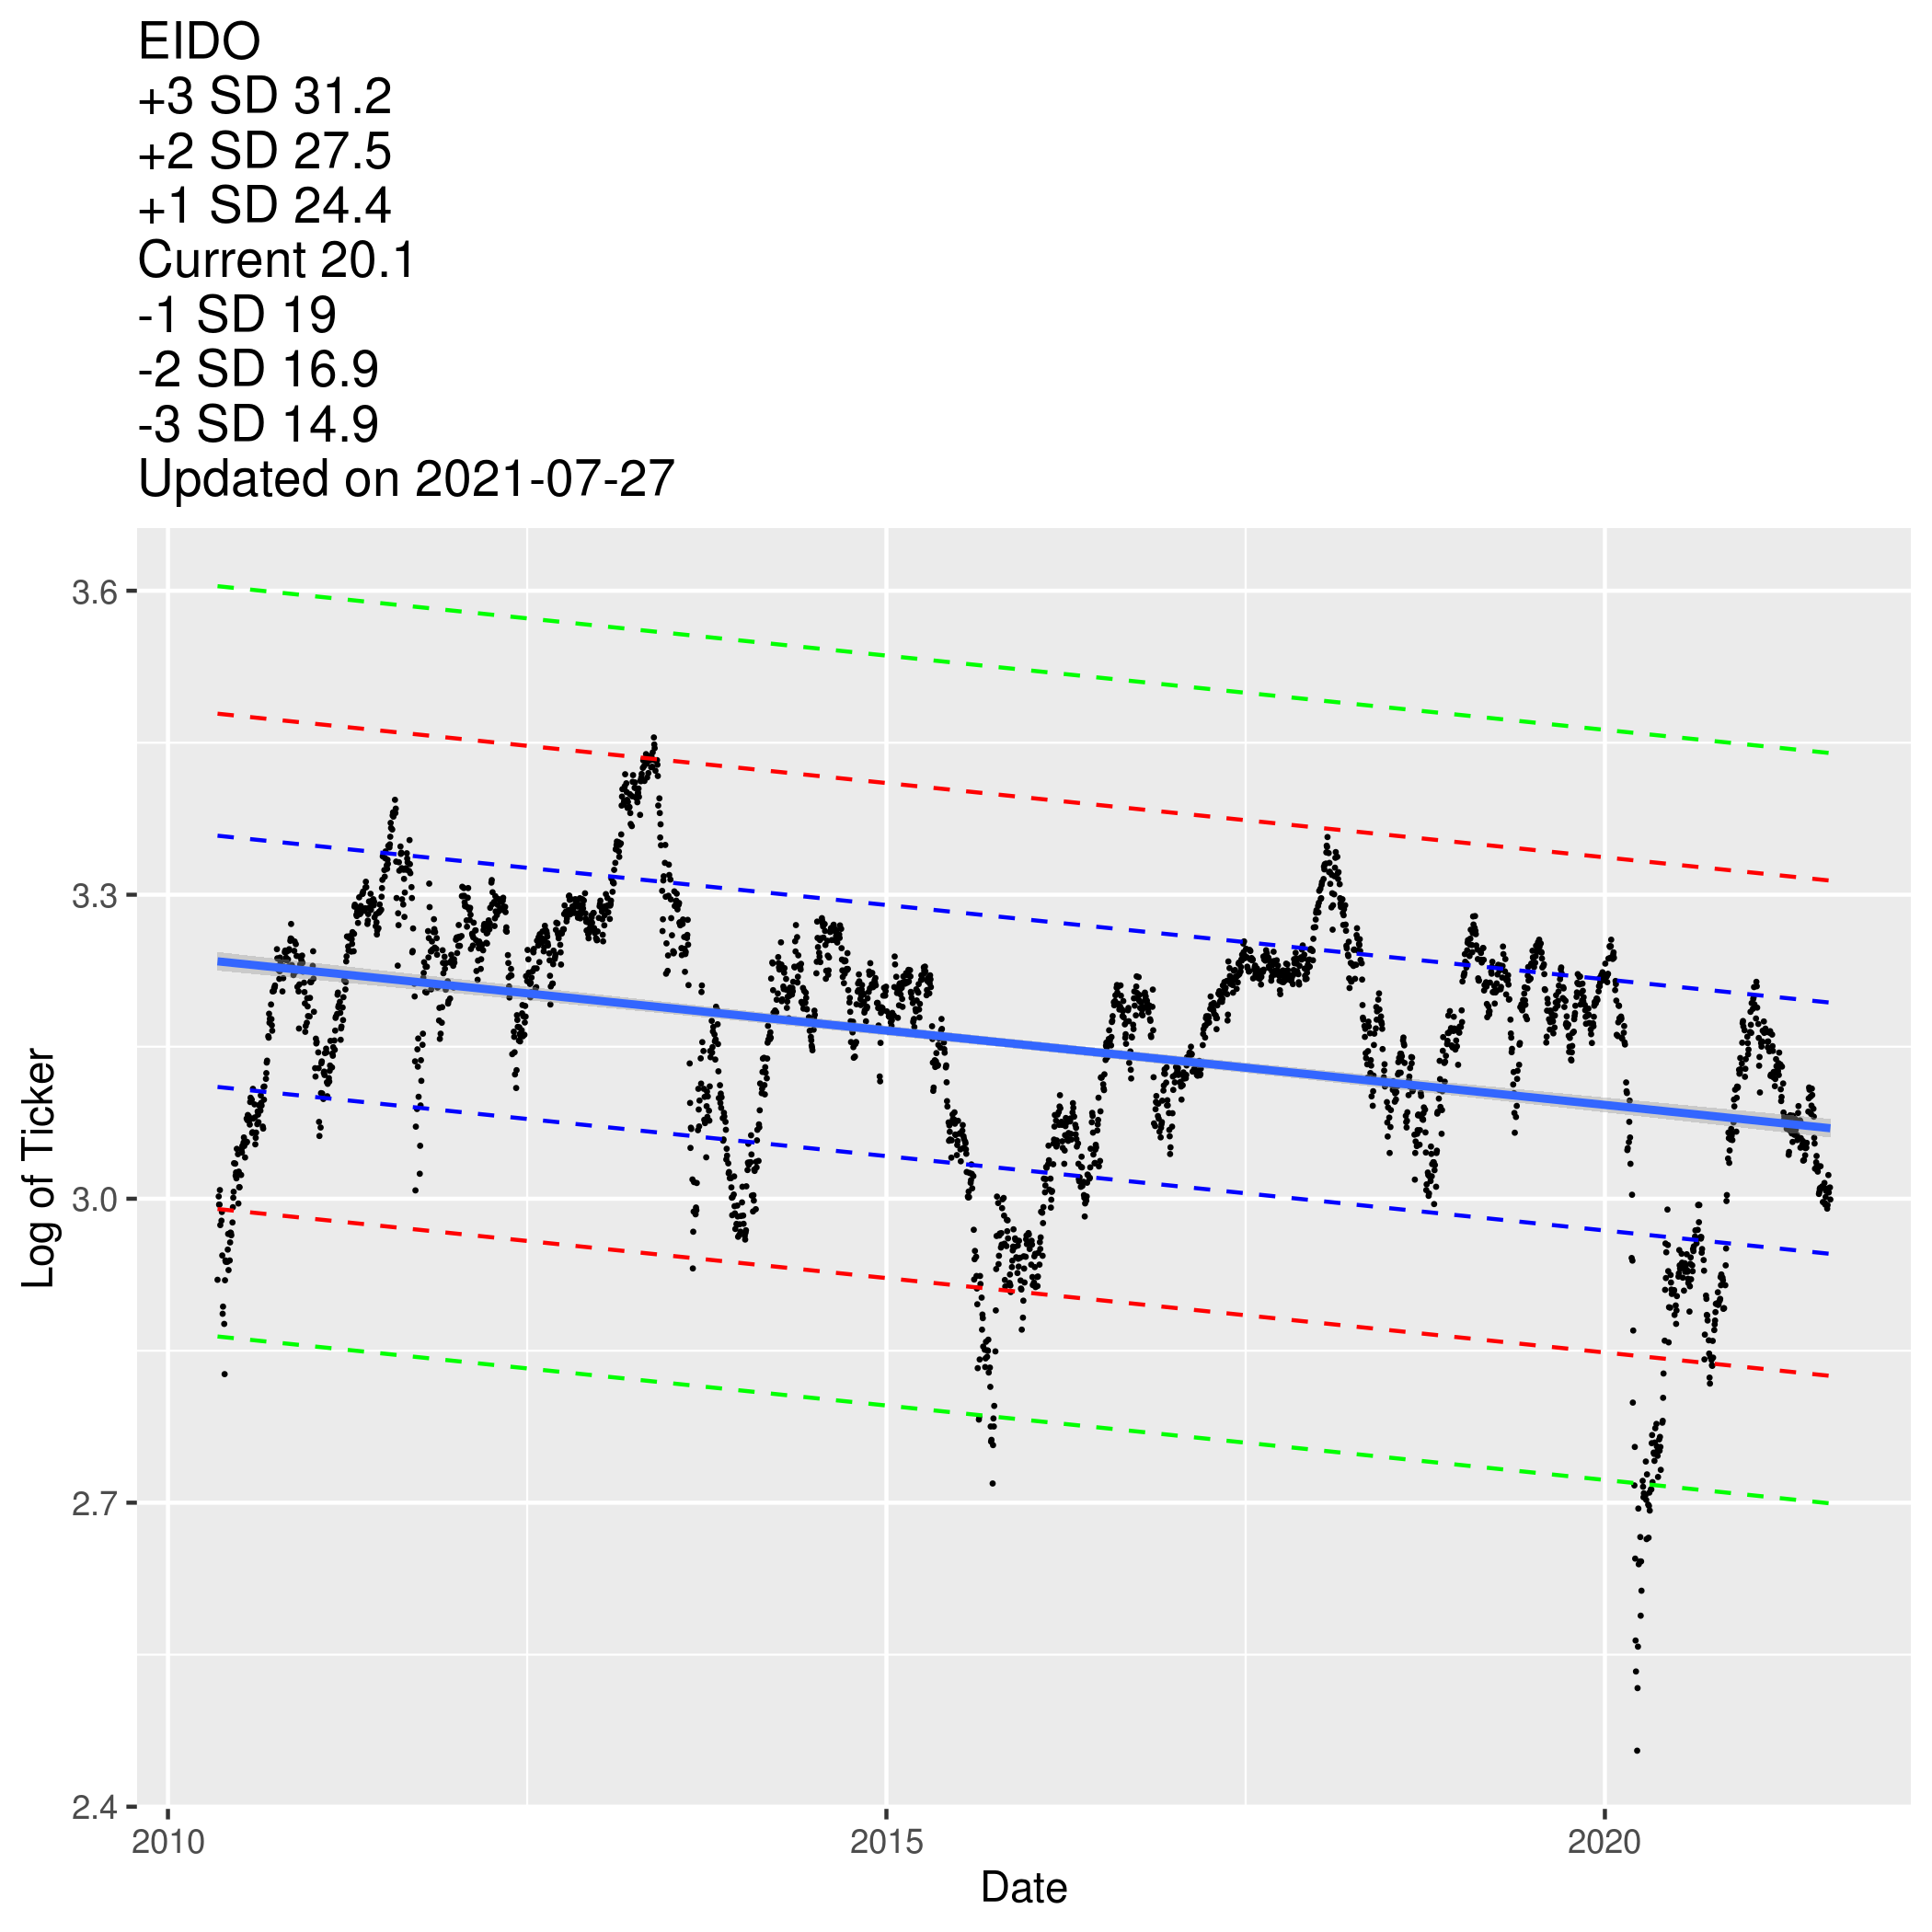 EIDO
+3 SD 31.2
+2 SD 27.5
+1 SD 24.4
Current 20.1
-1 SD 19
-2 SD 16.9
-3 SD 14.9
Updated on 2021-07-27
3.6
3.3
3.0
2.7
2.4
Log of Ticker
2010
2015
2020
Date